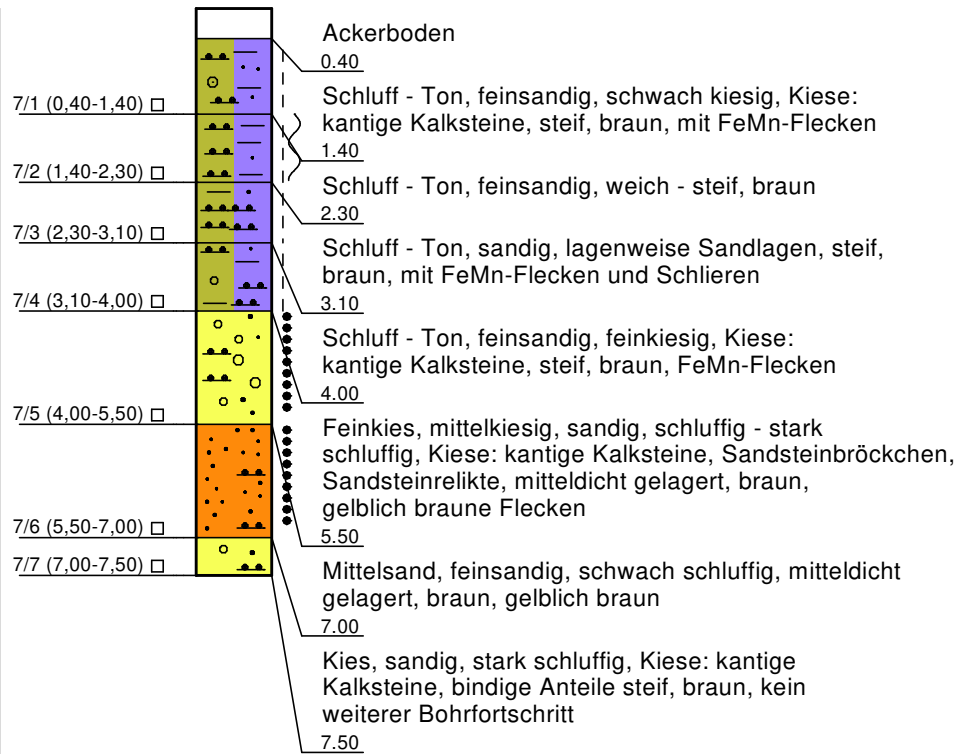 Ackerboden
0.40
7/1 (0,40-1,40)
Schluff - Ton, feinsandig, schwach kiesig, Kiese:
kantige Kalksteine, steif, braun, mit FeMn-Flecken
1.40
7/2 (1,40-2,30)
Schluff - Ton, feinsandig, weich - steif, braun
2.30
7/3 (2,30-3,10)
Schluff - Ton, sandig, lagenweise Sandlagen, steif,
braun, mit FeMn-Flecken und Schlieren
3.10
7/4 (3,10-4,00)
Schluff - Ton, feinsandig, feinkiesig, Kiese:
kantige Kalksteine, steif, braun, FeMn-Flecken
4.00
7/5 (4,00-5,50)
Feinkies, mittelkiesig, sandig, schluffig - stark
schluffig, Kiese: kantige Kalksteine, Sandsteinbröckchen,
Sandsteinrelikte, mitteldicht gelagert, braun,
gelblich braune Flecken
5.50
7/6 (5,50-7,00)
Mittelsand, feinsandig, schwach schluffig, mitteldicht
gelagert, braun, gelblich braun
7.00
7/7 (7,00-7,50)
Kies, sandig, stark schluffig, Kiese: kantige
Kalksteine, bindige Anteile steif, braun, kein
weiterer Bohrfortschritt
7.50